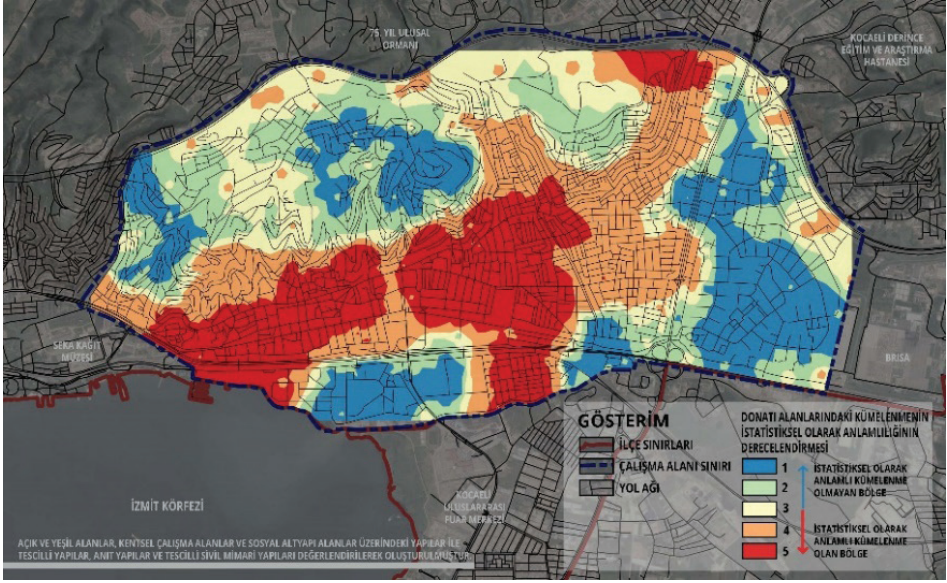 75. YIL ULUSAL
ORMANI
KOCAELİ DERİNCE
EĞİTİM VE ARAŞTIRMA
HASTANESİ
SEKA KAĞIT
MÜZESİ
BRISA
İZMİT KÖRFEZİ
KOCAELİ
ULUSLARARASI
FUAR MERKEZİ
GÖSTERİM
İLÇE SINIRLARI
ÇALIŞMA ALANI SINIRI
YOL AĞI
DONATI ALANLARINDAKİ KÜMELENMENİN
İSTATİSTİKSEL OLARAK ANLAMLILIĞININ
DERECELENDİRMESİ
1
2
3
4
5
İSTATİSTİKSEL OLARAK
ANLAMLI KÜMELENME
OLMAYAN BÖLGE
İSTATİSTİKSEL OLARAK
ANLAMLI KÜMELENME
OLAN BÖLGE
AÇIK VE YEŞİL ALANLAR, KENTSEL ÇALIŞMA ALANLAR VE SOSYAL ALTYAPI ALANLAR ÜZERİNDEKİ YAPILAR İLE
TESCİLLİ YAPILAR, ANIT YAPILAR VE TESCİLLİ SİVİL MİMARİ YAPILARI DEĞERLENDİRİLEREK OLUŞTURULMUŞTUR.